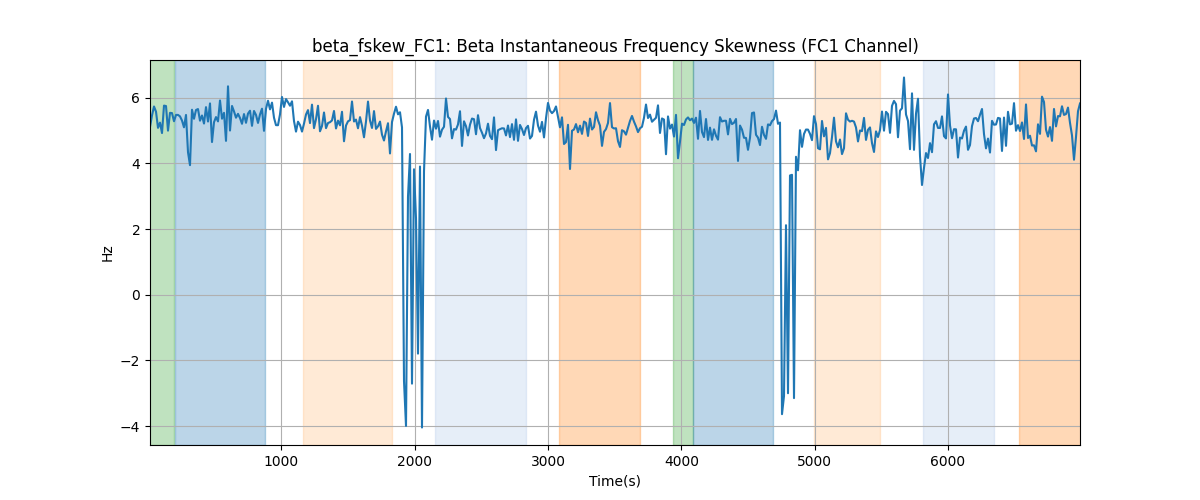 beta_fskew_FC1: Beta Instantaneous Frequency Skewness (FC1 Channel)
6
4
2
0
−2
−4
Hz
1000 2000 3000 4000 5000 6000
Time(s)